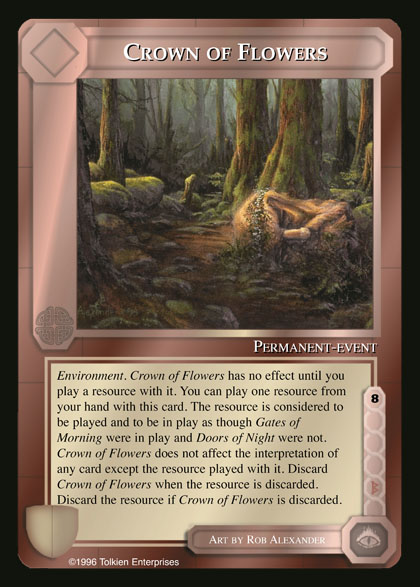 Crown of Flowers
Permanent-event
Environment. Crown of Flowers has no effect until you
play a resource with it. You can play one resource from
your hand with this card. The resource is considered to
be played and to be in play as though Gates of
Morning were in play and Doors of Night were not.
Crown of Flowers does not affect the interpretation of
any card except the resource played with it. Discard
Crown of Flowers when the resource is discarded.
Discard the resource if Crown of Flowers is discarded.
8
Art by Rob Alexander
©1996 Tolkien Enterprises